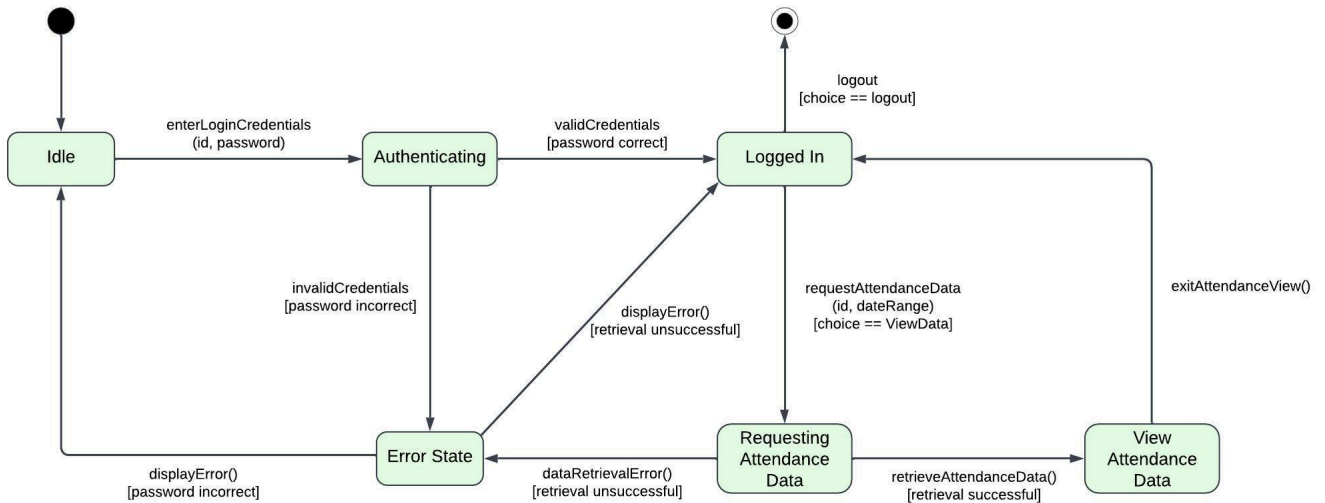 logout
[choice == logout]
enterLoginCredentials
(id, password)
validCredentials
[password correct]
Idle
Authenticating
Logged In
invalidCredentials
[password incorrect]
displayError()
[retrieval unsuccessful]
requestAttendanceData
(id, dateRange)
[choice == ViewData]
exitAttendanceView()
Error State
Requesting
Attendance
Data
View
Attendance
Data
displayError()
[password incorrect]
dataRetrievalError()
[retrieval unsuccessful]
retrieveAttendanceData()
[retrieval successful]